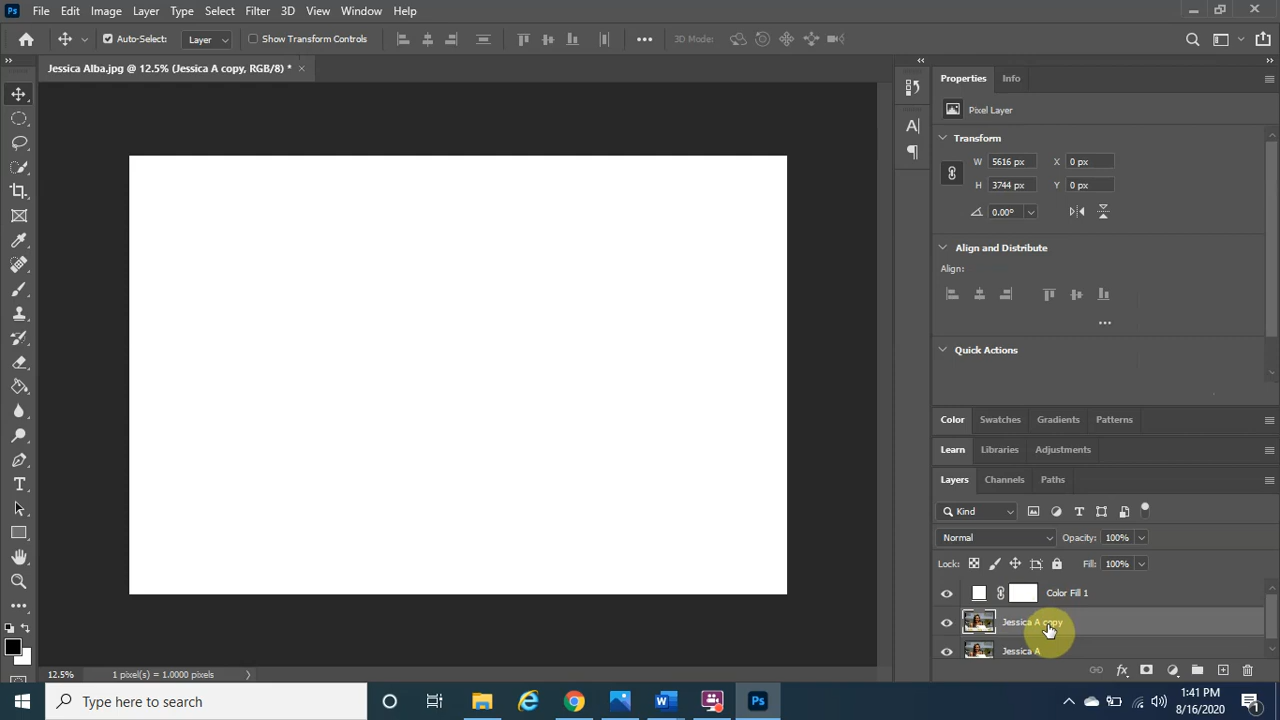 Ps File Edit Image Layer Type Select Filter 3D View Window Help
Auto-Select: Layer Show Transform Controls 3D Mode:
Jessica Alba.jpg @ 12.5% (Jessica A copy, RGB/8) *
Properties Info
Pixel Layer
Transform
W 5616 px X 0 px
H 3744 px Y 0 px
0.00°
Align and Distribute
Align:
Quick Actions
Color Swatches Gradients Patterns
Learn Libraries Adjustments
Layers Channels Paths
Kind
Normal Opacity: 100%
Lock: Fill: 100%
Color Fill 1
Jessica A copy
Jessica A
12.5% 1 pixel(s) = 1.0000 pixels
Type here to search
Ps
1:41 PM
8/16/2020